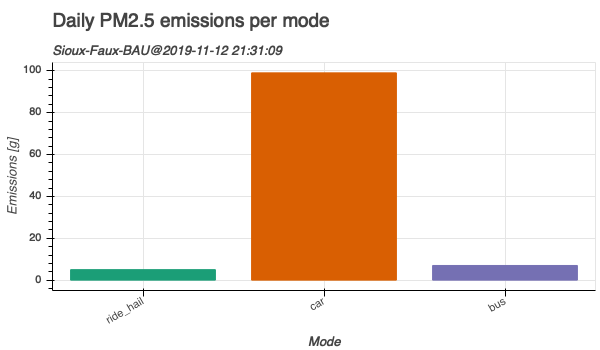 Daily PM2.5 emissions per mode
Sioux-Faux-BAU@2019-11-12 21:31:09
Emissions [g]
100
80
60
40
20
0
ride_hail
car
bus
Mode